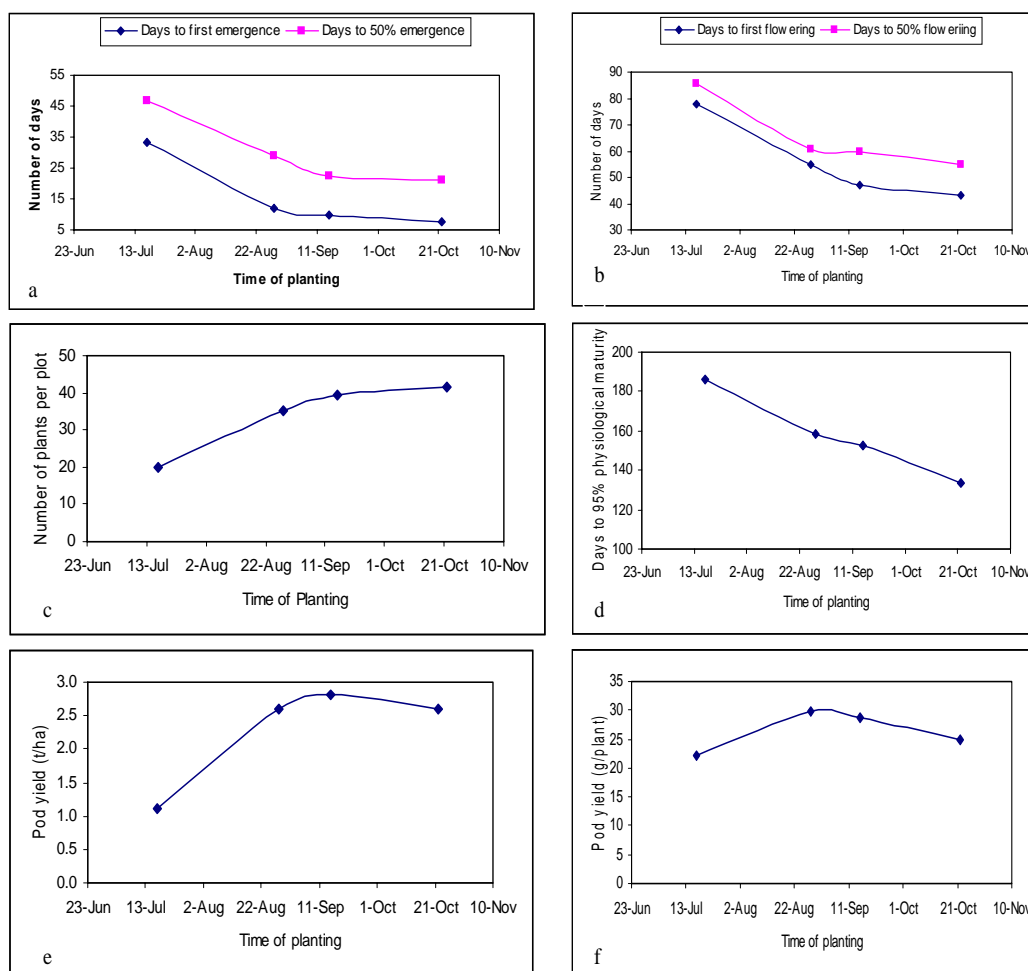 Days to first emergence Days to 50% emergence
Number of days
55
45
35
25
15
5
23-Jun 13-Jul 2-Aug 22-Aug 11-Sep 1-Oct 21-Oct 10-Nov
Time of planting
a
Days to first flow ering Days to 50% flow eriing
Number of days
90
80
70
60
50
40
30
23-Jun 13-Jul 2-Aug 22-Aug 11-Sep 1-Oct 21-Oct 10-Nov
Time of planting
b
Number of plants per plot
50
40
30
20
10
0
23-Jun 13-Jul 2-Aug 22-Aug 11-Sep 1-Oct 21-Oct 10-Nov
Time of Planting
c
Days to 95% physiological maturity
200
180
160
140
120
100
23-Jun 13-Jul 2-Aug 22-Aug 11-Sep 1-Oct 21-Oct 10-Nov
Time of planting
d
Pod yield (t/ha)
3.0
2.5
2.0
1.5
1.0
0.5
0.0
23-Jun 13-Jul 2-Aug 22-Aug 11-Sep 1-Oct 21-Oct 10-Nov
Time of planting
e
Pod yield (g/plant)
35
30
25
20
15
10
5
0
23-Jun 13-Jul 2-Aug 22-Aug 11-Sep 1-Oct 21-Oct 10-Nov
Time of planting
f